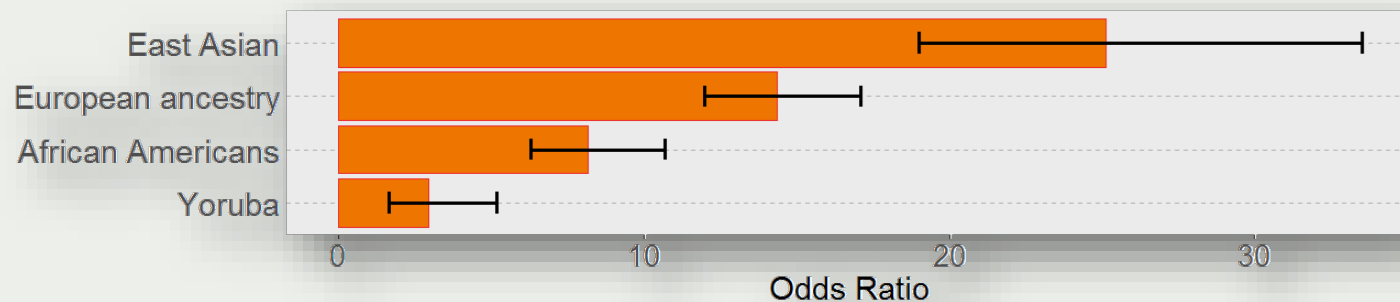 East Asian
European ancestry
African Americans
Yoruba
0 10 20 30
Odds Ratio